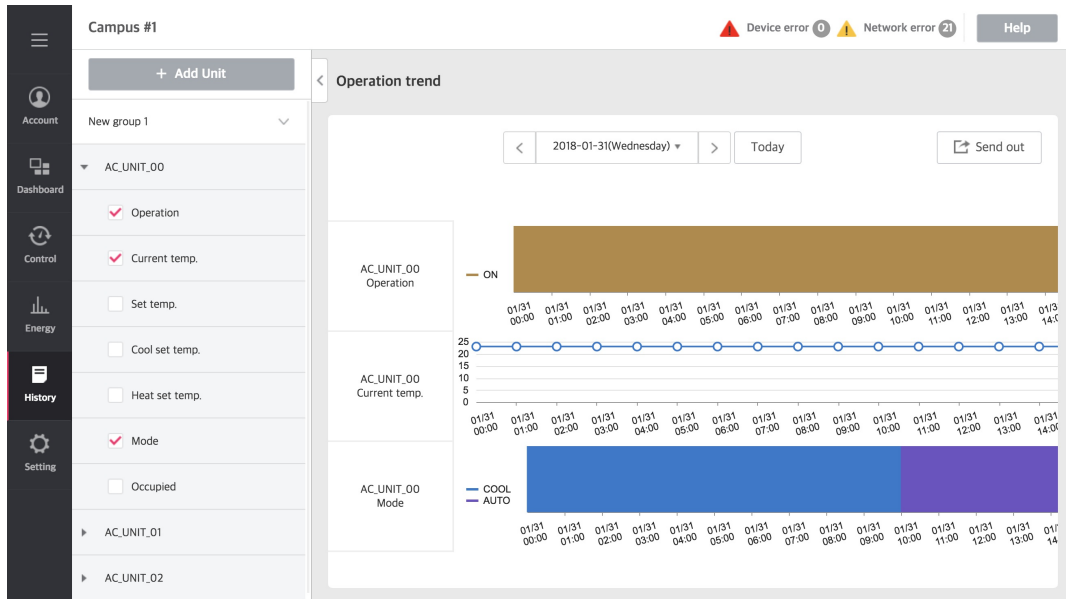 Campus #1
Device error 0
Network error 21
Help
Account
Dashboard
Control
Energy
History
Setting
+ Add Unit
New group 1
AC_UNIT_00
Operation
Current temp.
Set temp.
Cool set temp.
Heat set temp.
Mode
Occupied
AC_UNIT_01
AC_UNIT_02
Operation trend
2018-01-31(Wednesday)
Today
Send out
AC_UNIT_00
Operation
ON
01/31 01/31 01/31 01/31 01/31 01/31 01/31 01/31 01/31 01/31 01/31 01/31 01/31 01/31 01/3
00:00 01:00 02:00 03:00 04:00 05:00 06:00 07:00 08:00 09:00 10:00 11:00 12:00 13:00 14:
AC_UNIT_00
Current temp.
25
20
15
10
5
0
01/31 01/31 01/31 01/31 01/31 01/31 01/31 01/31 01/31 01/31 01/31 01/31 01/31 01/31 01/31
00:00 01:00 02:00 03:00 04:00 05:00 06:00 07:00 08:00 09:00 10:00 11:00 12:00 13:00 14:00
AC_UNIT_00
Mode
COOL
AUTO
01/31 01/31 01/31 01/31 01/31 01/31 01/31 01/31 01/31 01/31 01/31 01/31 01/31 01/31 01/
00:00 01:00 02:00 03:00 04:00 05:00 06:00 07:00 08:00 09:00 10:00 11:00 12:00 13:00 14